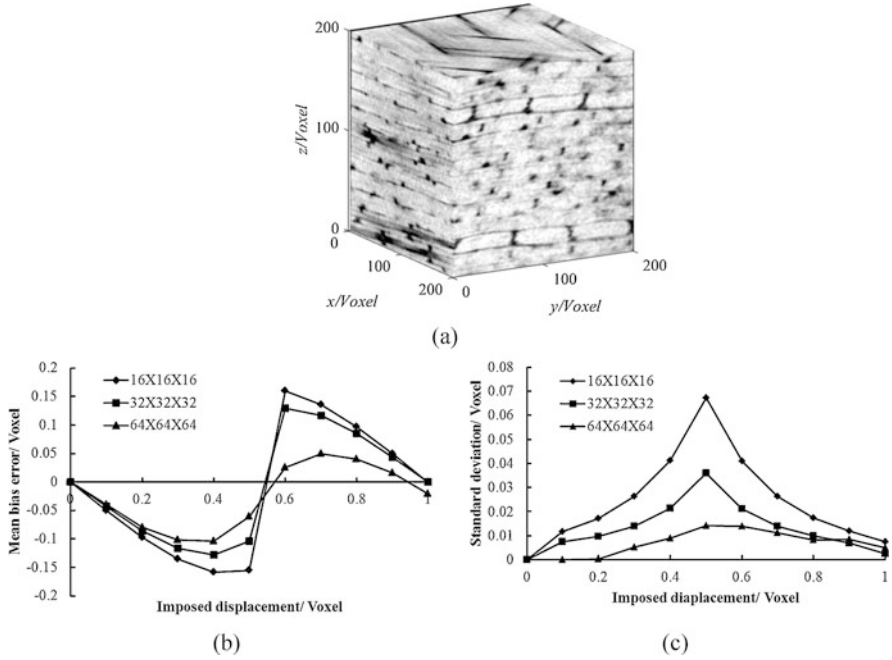 200
100
0
z/Voxel
0
100
200
x/Voxel
0
100
200
y/Voxel
(a)
0.2
0.15
0.1
0.05
0
-0.05
-0.1
-0.15
-0.2
Mean bias error/ Voxel
16X16X16
32X32X32
64X64X64
0
0.2
0.4
0.6
0.8
1
Imposed displacement/ Voxel
(b)
0.08
0.07
0.06
0.05
0.04
0.03
0.02
0.01
0
Standard deviation/ Voxel
16X16X16
32X32X32
64X64X64
0
0.2
0.4
0.6
0.8
1
Imposed diaplacement/ Voxel
(c)